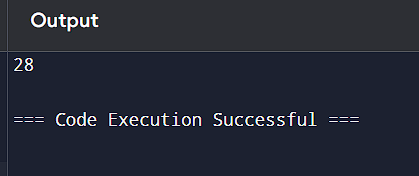 Output
28
=== Code Execution Successful ===